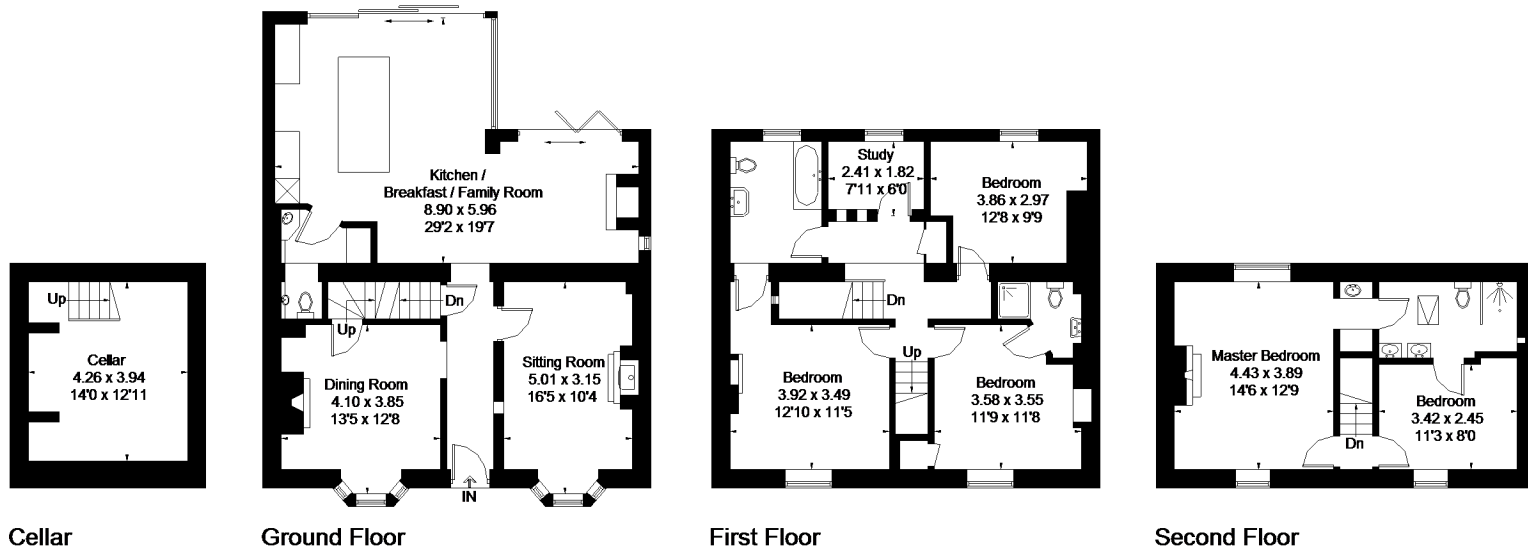 Up
Cellar
4.26 x 3.94
14'0 x 12'11
Cellar
Kitchen /
Breakfast / Family Room
8.90 x 5.96
29'2 x 19'7
Up
Dn
Dining Room
4.10 x 3.85
13'5 x 12'8
Sitting Room
5.01 x 3.15
16'5 x 10'4
IN
Ground Floor
Study
2.41 x 1.82
7'11 x 6'0
Bedroom
3.86 x 2.97
12'8 x 9'9
Dn
Up
Bedroom
3.92 x 3.49
12'10 x 11'5
Bedroom
3.58 x 3.55
11'9 x 11'8
First Floor
Master Bedroom
4.43 x 3.89
14'6 x 12'9
Bedroom
3.42 x 2.45
11'3 x 8'0
Dn
Second Floor